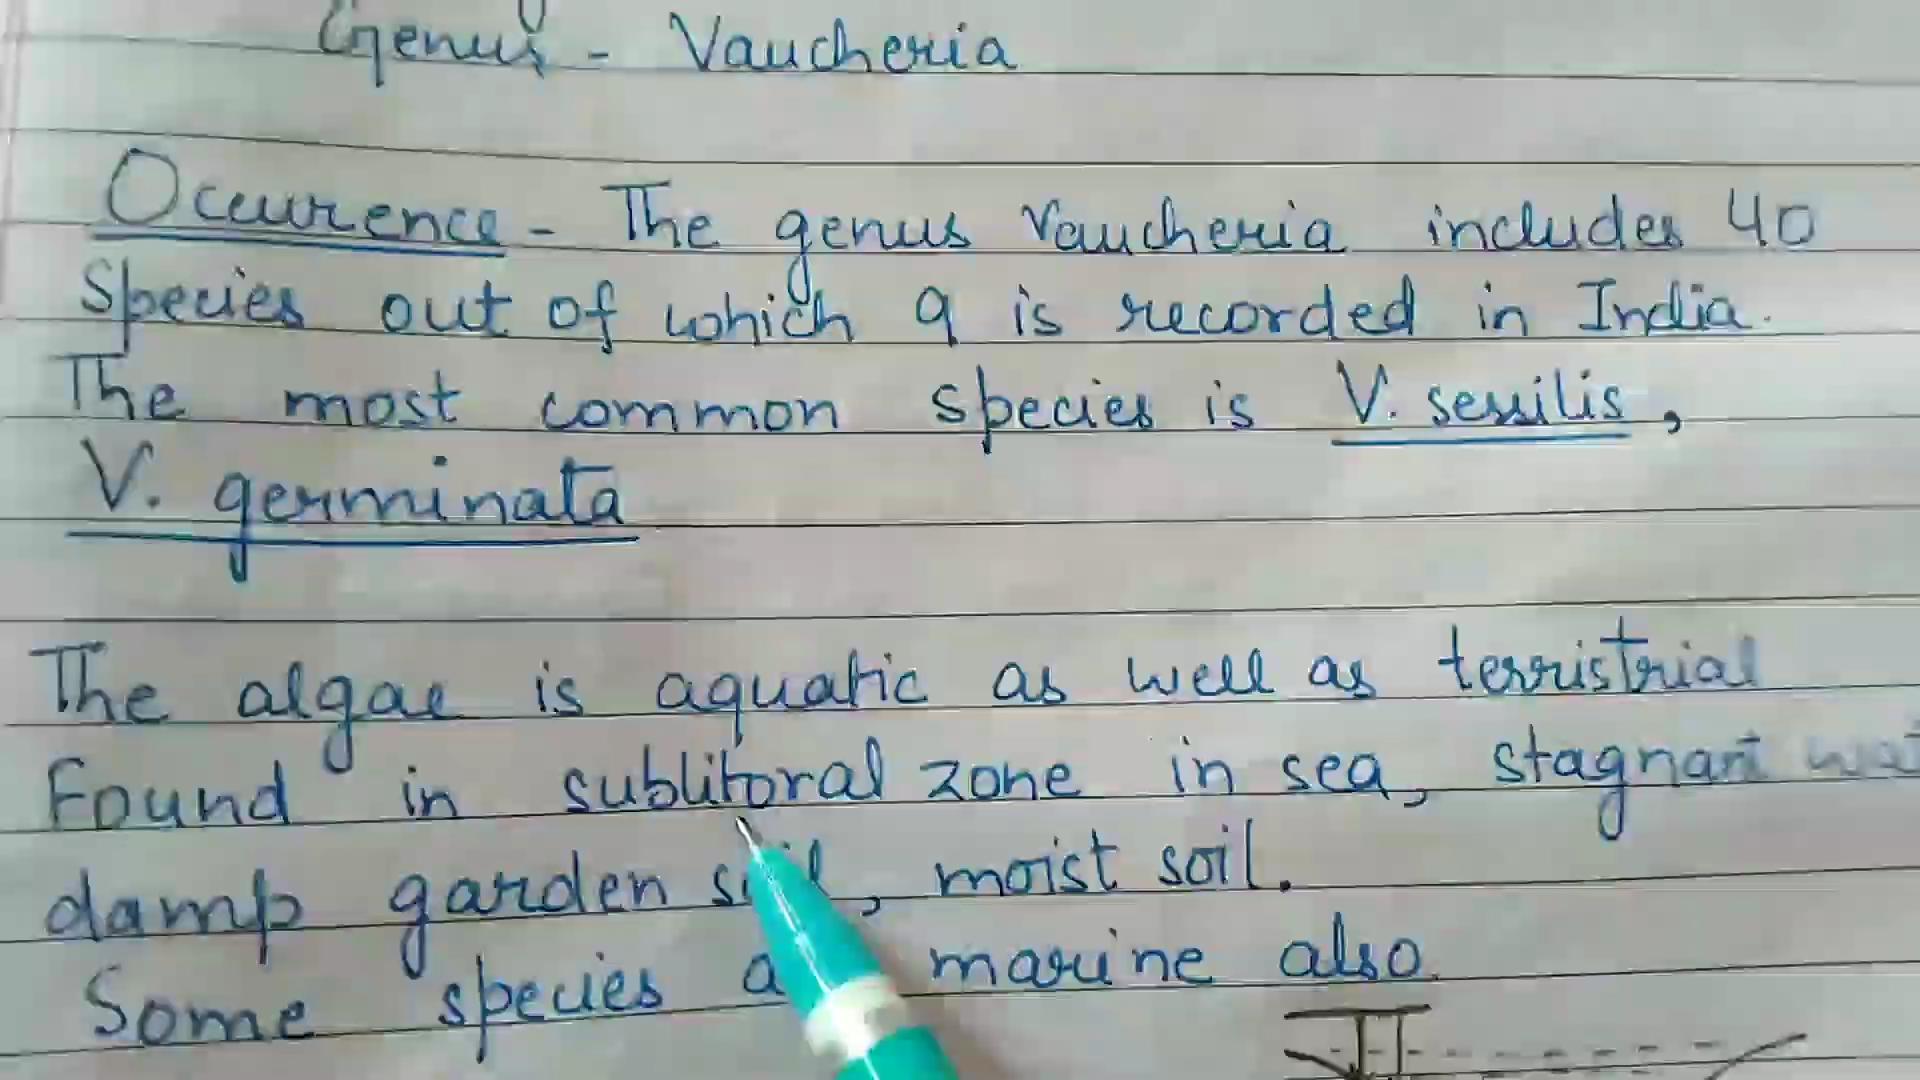 Genus - Vaucheria
Occurence - The genus Vaucheria includes 40
Species out of which 9 is recorded in India.
The most common species is V. sessilis,
V. germinata
The algae is aquatic as well as terristrial
Found in sublitoral zone in sea, stagnant
damp garden soil, moist soil.
Some species marine also.